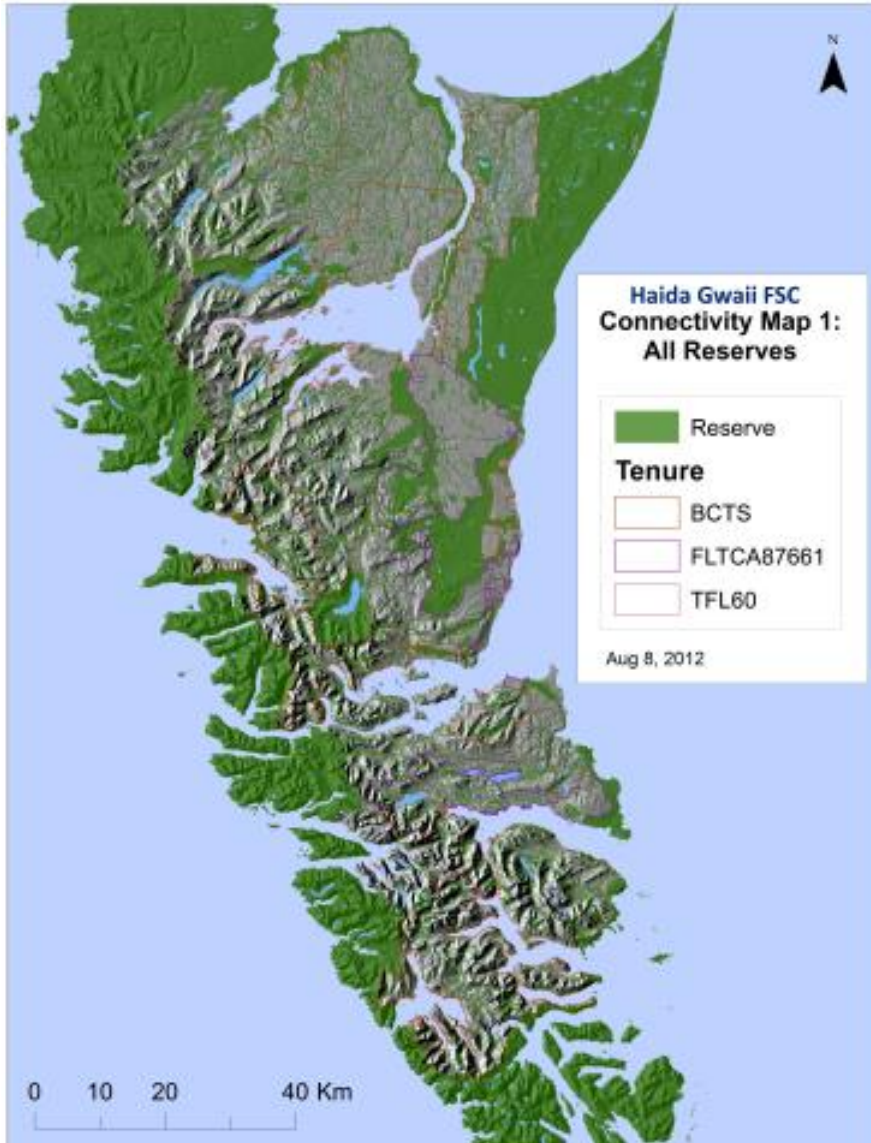 N
Haida Gwaii FSC
Connectivity Map 1:
All Reserves
Reserve
Tenure
BCTS
FLTCA87661
TFL60
Aug 8, 2012
0 10 20 40 Km